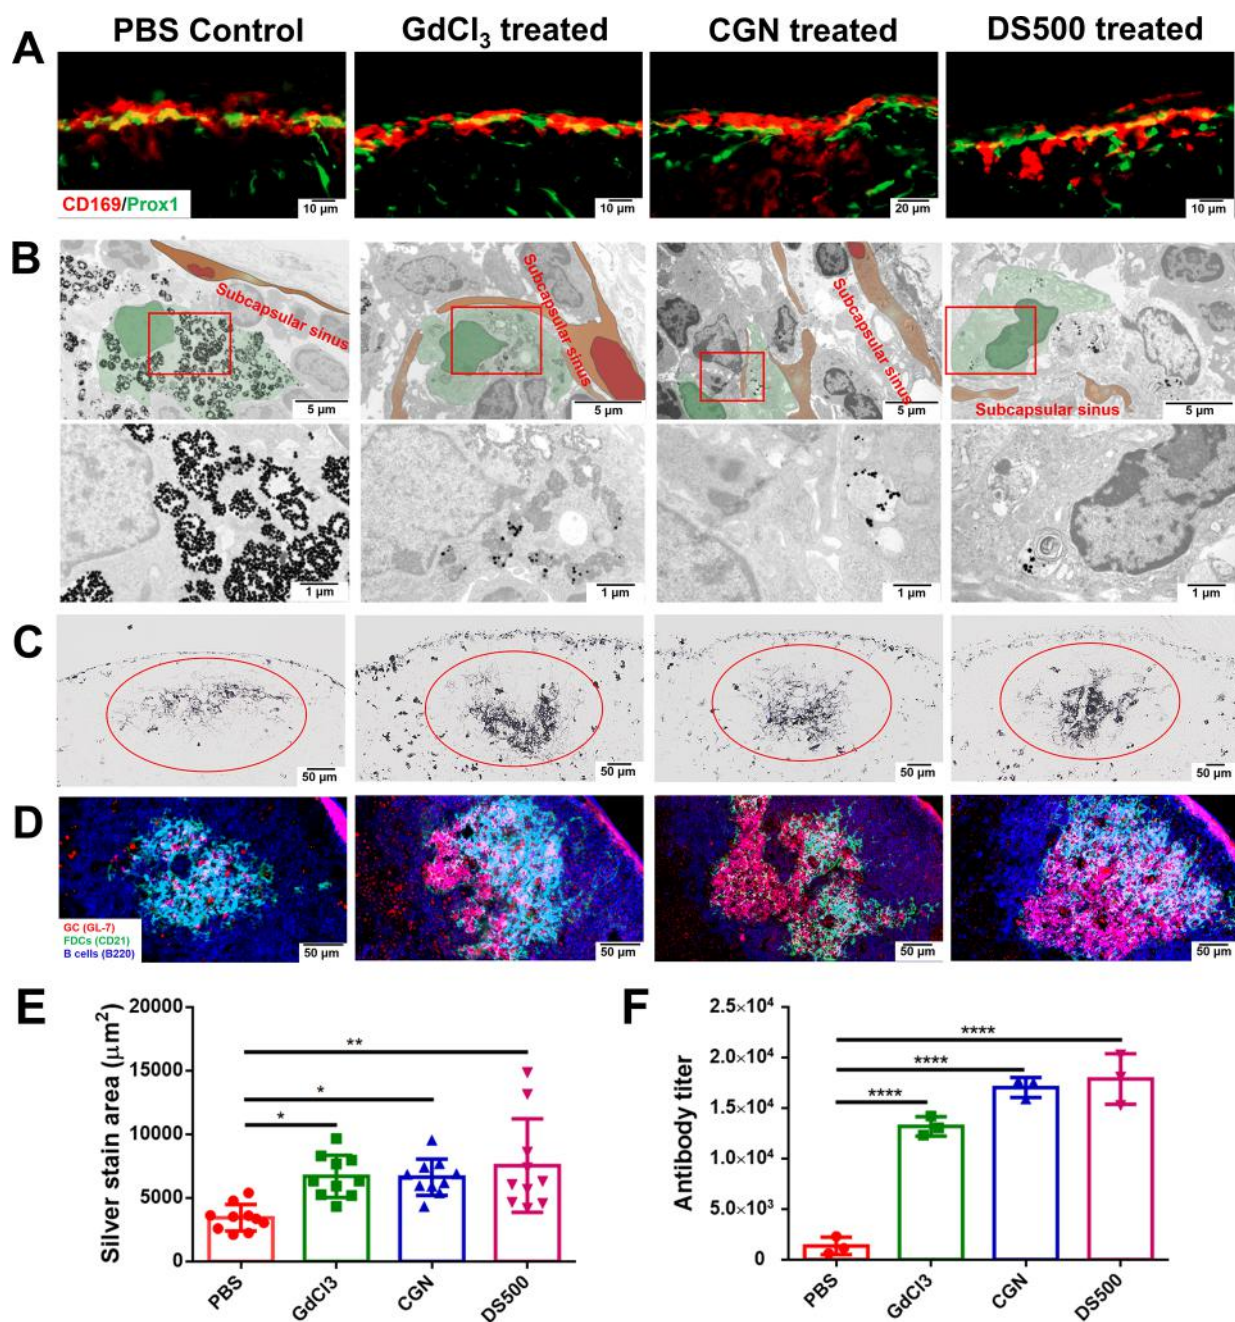 PBS Control GdCl₃ treated CGN treated DS500 treated
A
CD169/Prox1
10 µm 10 µm 20 µm 10 µm
B
Subcapsular sinus Subcapsular sinus Subcapsular sinus Subcapsular sinus
5 µm 5 µm 5 µm 5 µm
1 µm 1 µm 1 µm 1 µm
C
50 µm 50 µm 50 µm 50 µm
D
GC (GL-7)
FDCs (CD21)
B cells (B220)
50 µm 50 µm 50 µm 50 µm
E
Silver stain area (µm²)
20000
15000
10000
5000
0
**
*
*
PBS GdCl3 CGN DS500
F
Antibody titer
2.5×10⁴
2.0×10⁴
1.5×10⁴
1.0×10⁴
5.0×10³
0
****
****
****
PBS GdCl3 CGN DS500